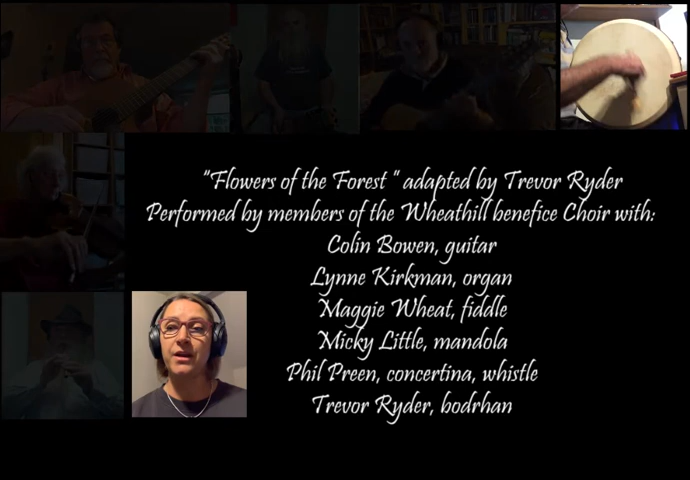 "Flowers of the Forest " adapted by Trevor Ryder
Performed by members of the Wheathill benefice Choir with:
Colin Bowen, guitar
Lynne Kirkman, organ
Maggie Wheat, fiddle
Micky Little, mandola
Phil Preen, concertina, whistle
Trevor Ryder, bodrhan